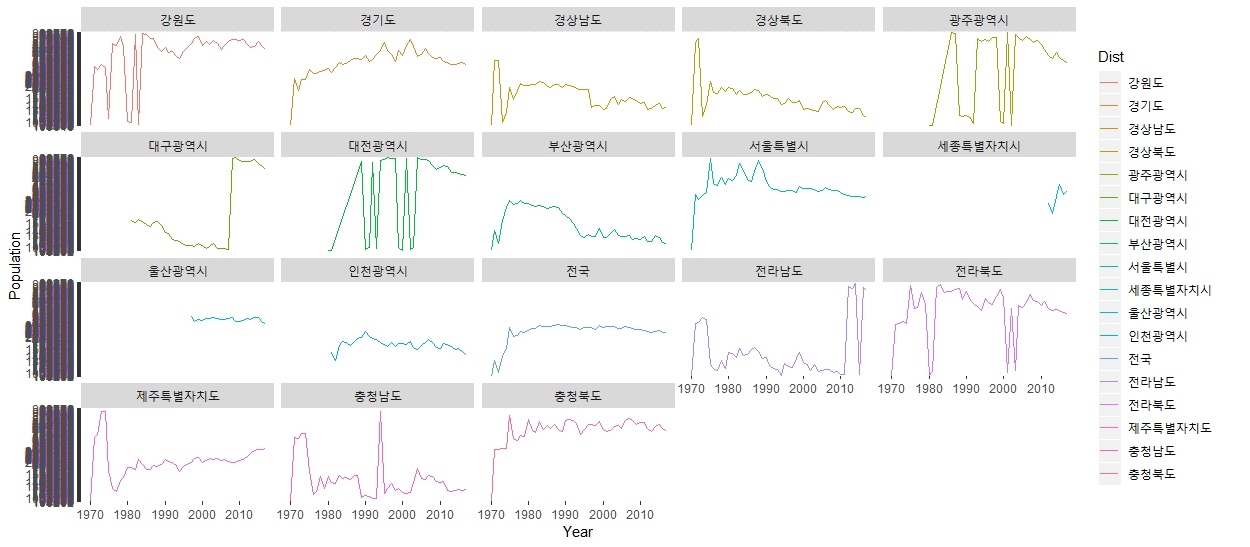 강원도 경기도 경상남도 경상북도 광주광역시
대구광역시 대전광역시 부산광역시 서울특별시 세종특별자치시
울산광역시 인천광역시 전국 전라남도 전라북도
1970 1980 1990 2000 2010 1970 1980 1990 2000 2010
제주특별자치도 충청남도 충청북도
1970 1980 1990 2000 2010 1970 1980 1990 2000 2010 1970 1980 1990 2000 2010
Year
Population
Dist
강원도
경기도
경상남도
경상북도
광주광역시
대구광역시
대전광역시
부산광역시
서울특별시
세종특별자치시
울산광역시
인천광역시
전국
전라남도
전라북도
제주특별자치도
충청남도
충청북도